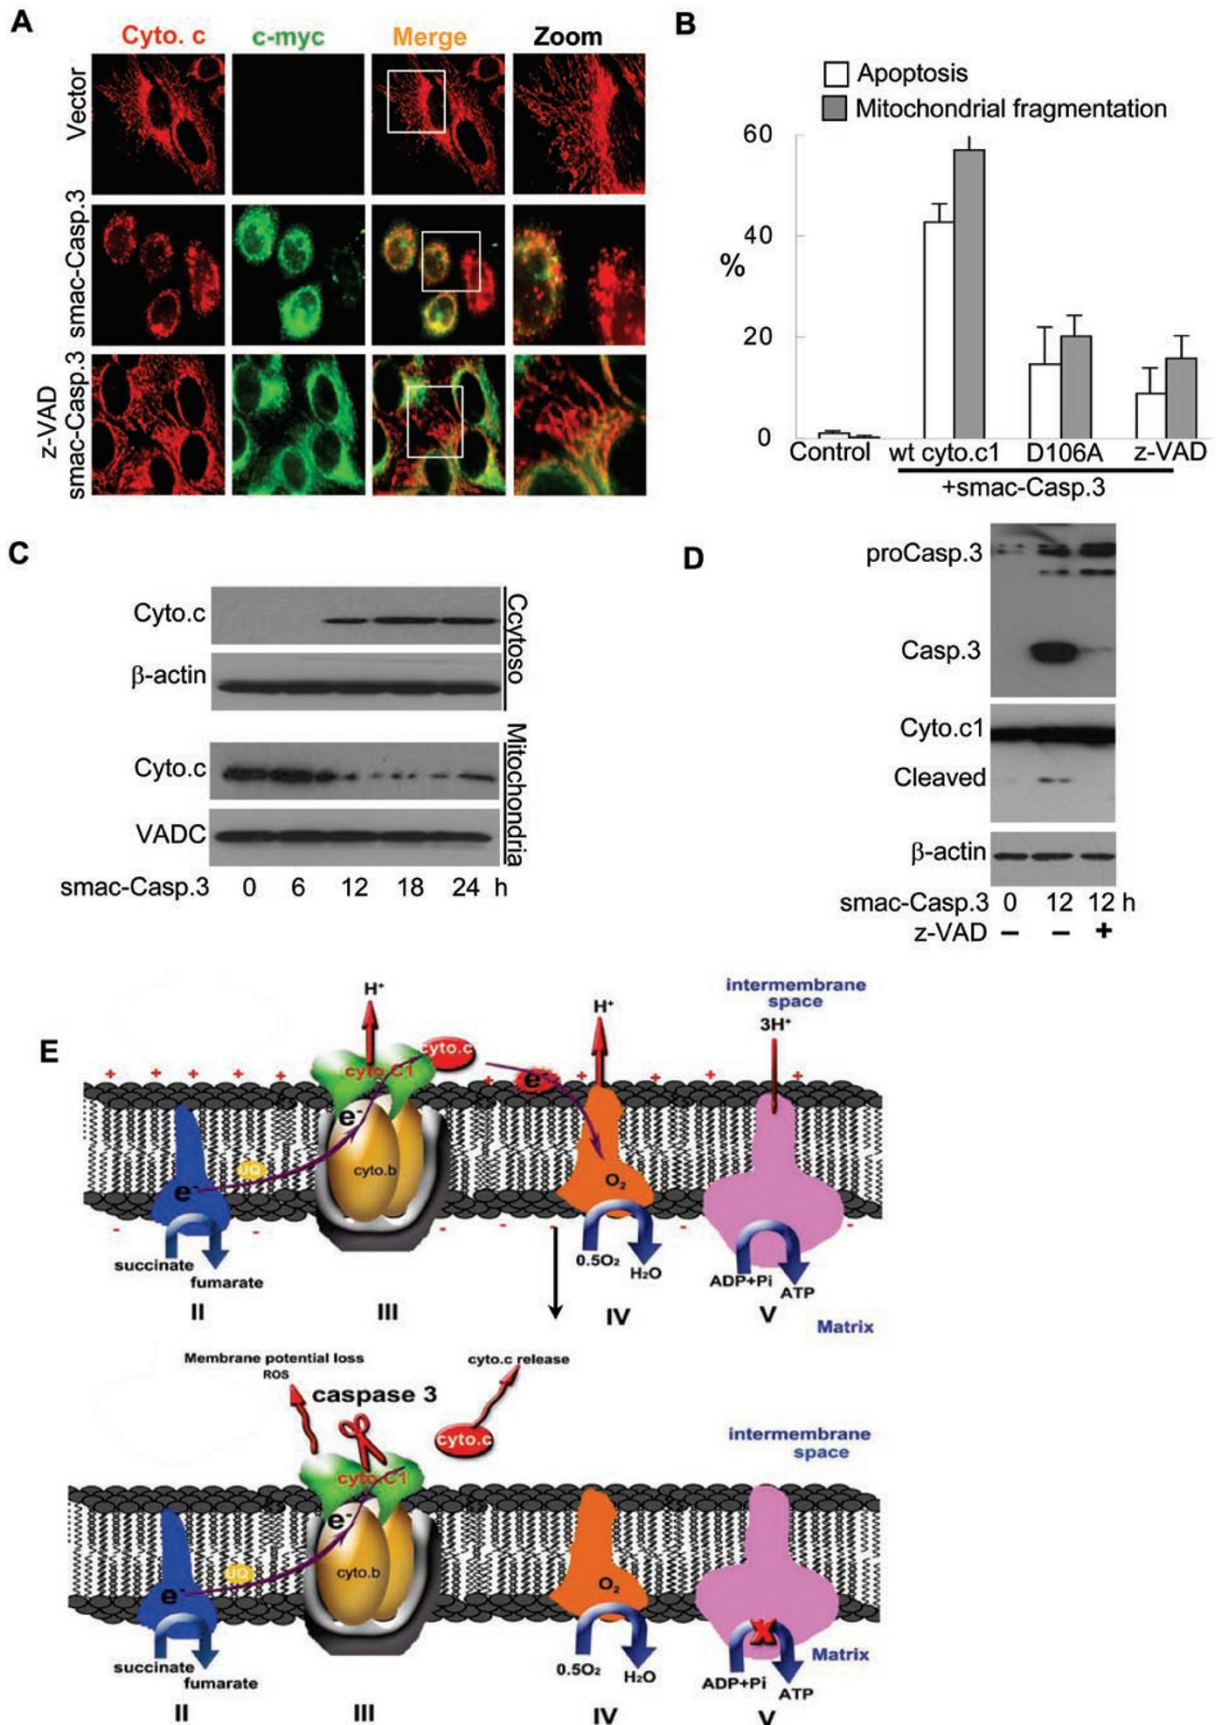 A
Cyto. c
c-myc
Merge
Zoom
Vector
smac-Casp.3
z-VAD
smac-Casp.3
B
Apoptosis
Mitochondrial fragmentation
60
40
%
20
0
Control
wt cyto.c1
D106A
z-VAD
+smac-Casp.3
C
Cyto.c
β-actin
Ccytoso
Cyto.c
VADC
Mitochondria
smac-Casp.3 0 6 12 18 24 h
D
proCasp.3
Casp.3
Cyto.c1
Cleaved
β-actin
smac-Casp.3 0 12 12 h
z-VAD − − +
E
H⁺
H⁺
intermembrane
space
3H⁺
+ + + + + + + + + +
cyto.c
cyto.C1
e⁻
e⁻
cyto.b
UQ
e⁻
O₂
- - - - - -
succinate
fumarate
0.5O₂
H₂O
ADP+Pi
ATP
II
III
IV
V
Matrix
Membrane potential loss
ROS
cyto.c release
caspase 3
cyto.c
intermembrane
space
cyto.C1
e⁻
cyto.b
UQ
e⁻
O₂
X
succinate
fumarate
0.5O₂
H₂O
ADP+Pi
ATP
Matrix
II
III
IV
V